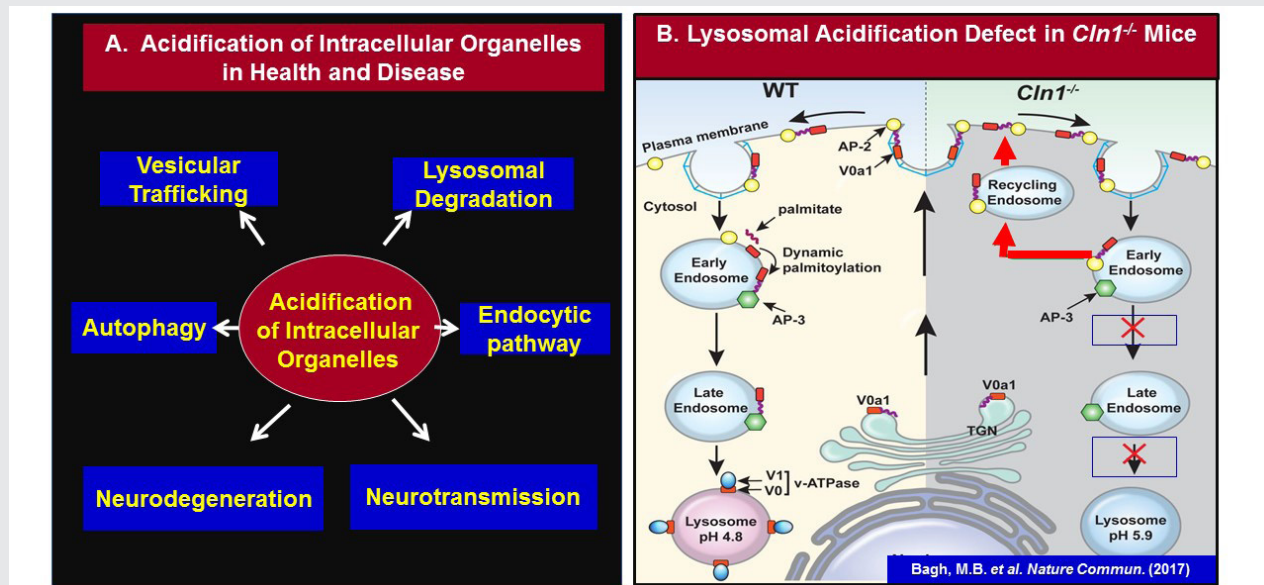 A. Acidification of Intracellular Organelles
in Health and Disease
Vesicular
Trafficking
Lysosomal
Degradation
Autophagy
Acidification
of Intracellular
Organelles
Endocytic
pathway
Neurodegeneration
Neurotransmission
B. Lysosomal Acidification Defect in Cln1-/- Mice
WT
Cln1-/-
Plasma membrane
AP-2
V0a1
Recycling
Endosome
Cytosol
palmitate
Early
Endosome
Dynamic
palmitoylation
AP-3
Early
Endosome
AP-3
Late
Endosome
V0a1
V0a1
TGN
Late
Endosome
V1
V0
v-ATPase
Lysosome
pH 4.8
Lysosome
pH 5.9
Bagh, M.B. et al. Nature Commun. (2017)